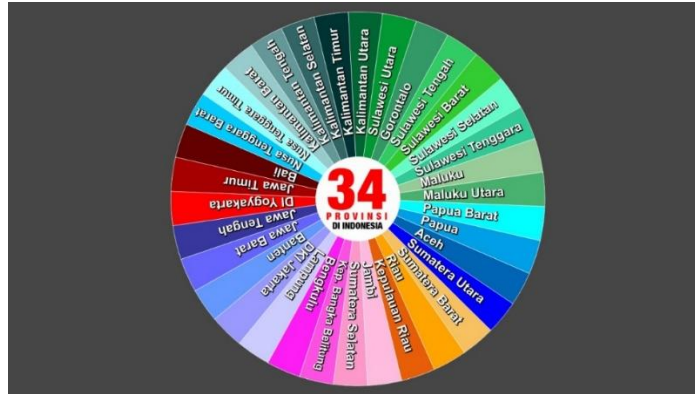 34
PROVINSI
DI INDONESIA
Aceh
Sumatera Utara
Sumatera Barat
Riau
Kepulauan Riau
Jambi
Sumatera Selatan
Kep. Bangka Belitung
Bengkulu
Lampung
DKI Jakarta
Banten
Jawa Barat
Jawa Tengah
DI Yogyakarta
Jawa Timur
Bali
Nusa Tenggara Barat
Nusa Tenggara Timur
Kalimantan Barat
Kalimantan Tengah
Kalimantan Selatan
Kalimantan Timur
Kalimantan Utara
Sulawesi Utara
Gorontalo
Sulawesi Tengah
Sulawesi Barat
Sulawesi Selatan
Sulawesi Tenggara
Maluku
Maluku Utara
Papua Barat
Papua